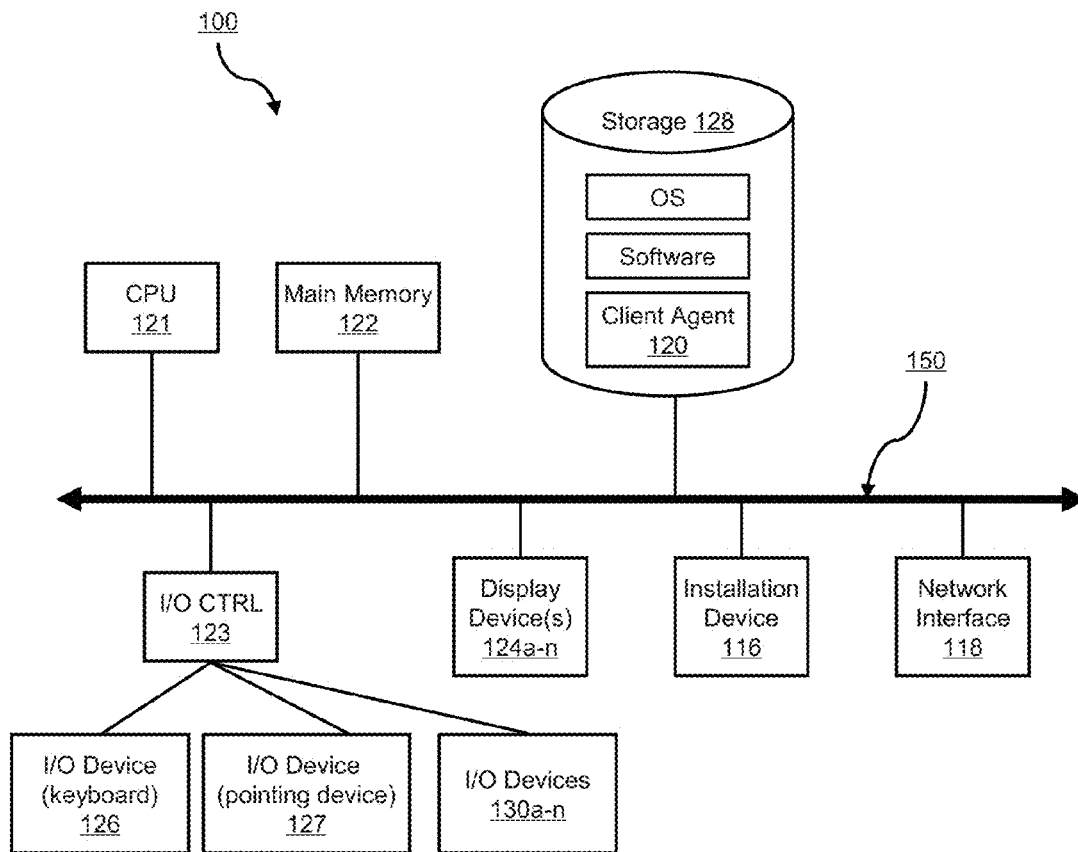 100
Storage 128
OS
Software
Client Agent
120
CPU
121
Main Memory
122
150
I/O CTRL
123
Display
Device(s)
124a-n
Installation
Device
116
Network
Interface
118
I/O Device
(keyboard)
126
I/O Device
(pointing device)
127
I/O Devices
130a-n